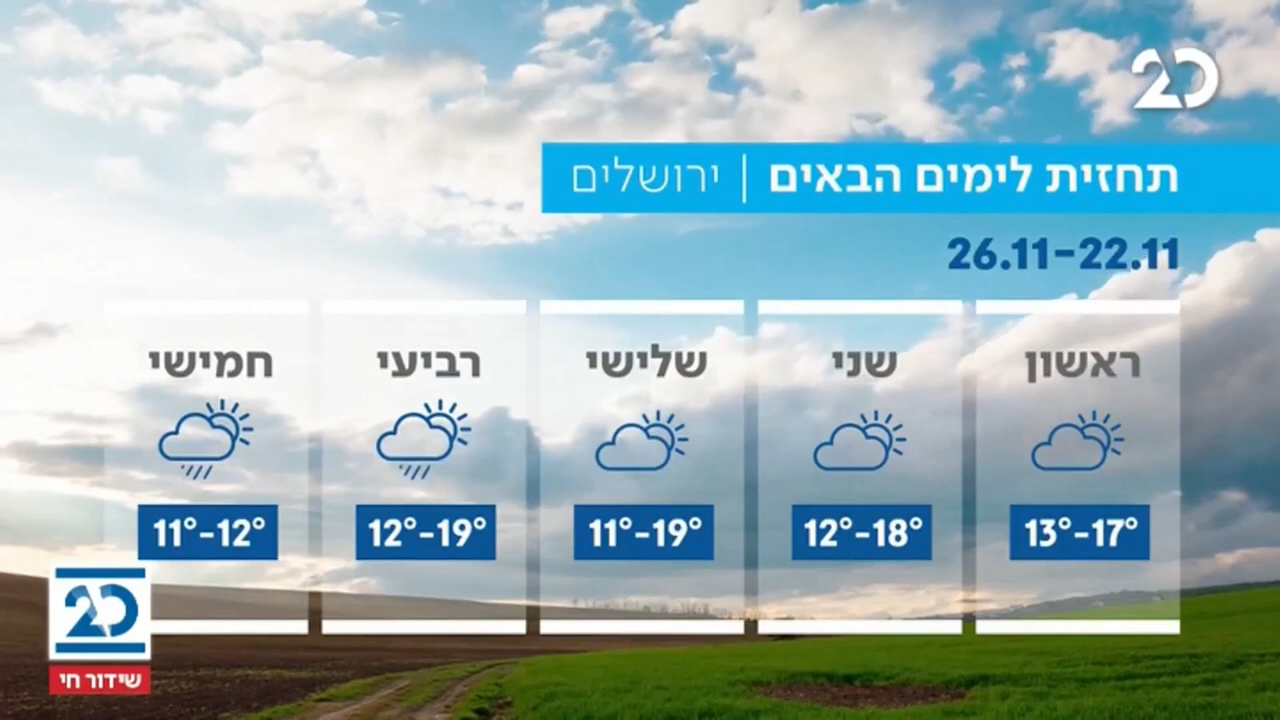 20
תחזית לימים הבאים | ירושלים
26.11-22.11
ראשון
13°-17°
שני
12°-18°
שלישי
11°-19°
רביעי
12°-19°
חמישי
11°-12°
20
שידור חי